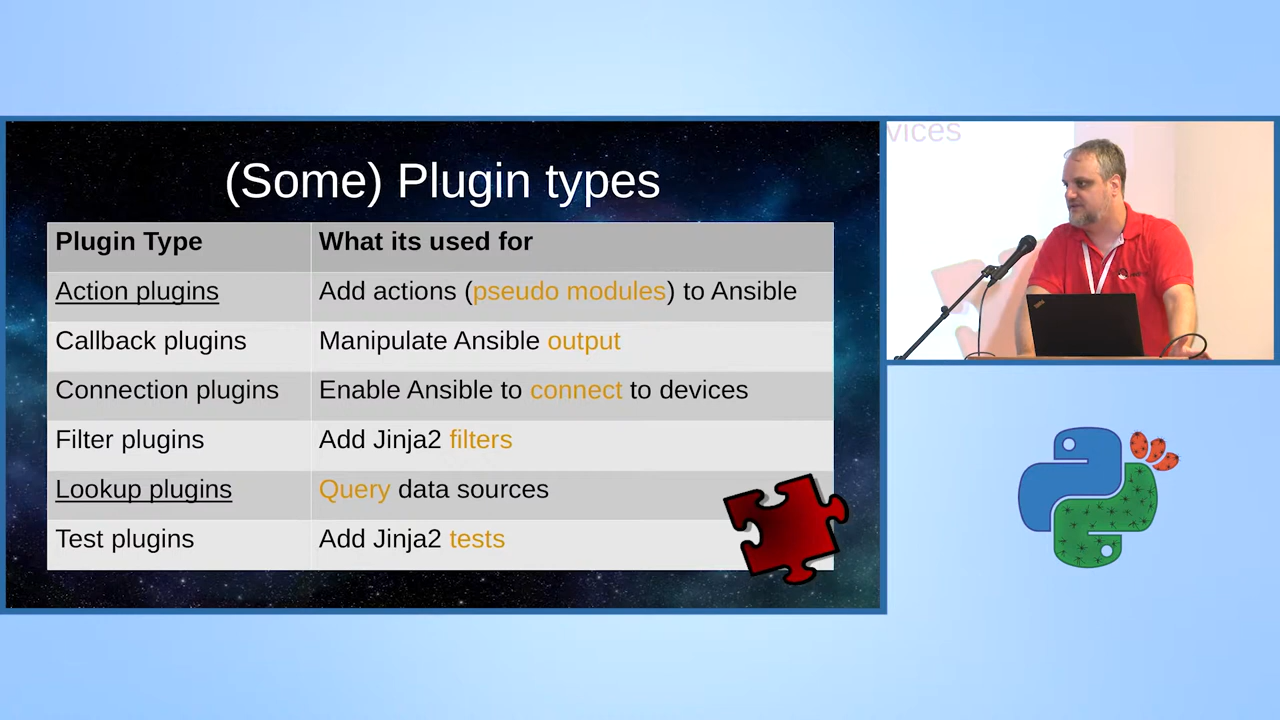 (Some) Plugin types
Plugin Type What its used for
Action plugins Add actions (pseudo modules) to Ansible
Callback plugins Manipulate Ansible output
Connection plugins Enable Ansible to connect to devices
Filter plugins Add Jinja2 filters
Lookup plugins Query data sources
Test plugins Add Jinja2 tests
vices